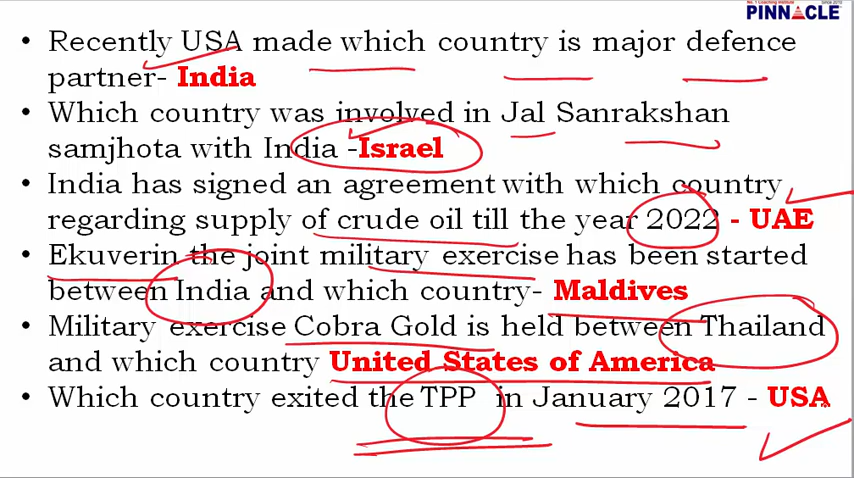 No. 1 Coaching Institute
PINNACLE
• Recently USA made which country is major defence
partner- India
• Which country was involved in Jal Sanrakshan
samjhota with India -Israel
• India has signed an agreement with which country
regarding supply of crude oil till the year 2022 - UAE
• Ekuverin the joint military exercise has been started
between India and which country- Maldives
• Military exercise Cobra Gold is held between Thailand
and which country United States of America
• Which country exited the TPP in January 2017 - USA